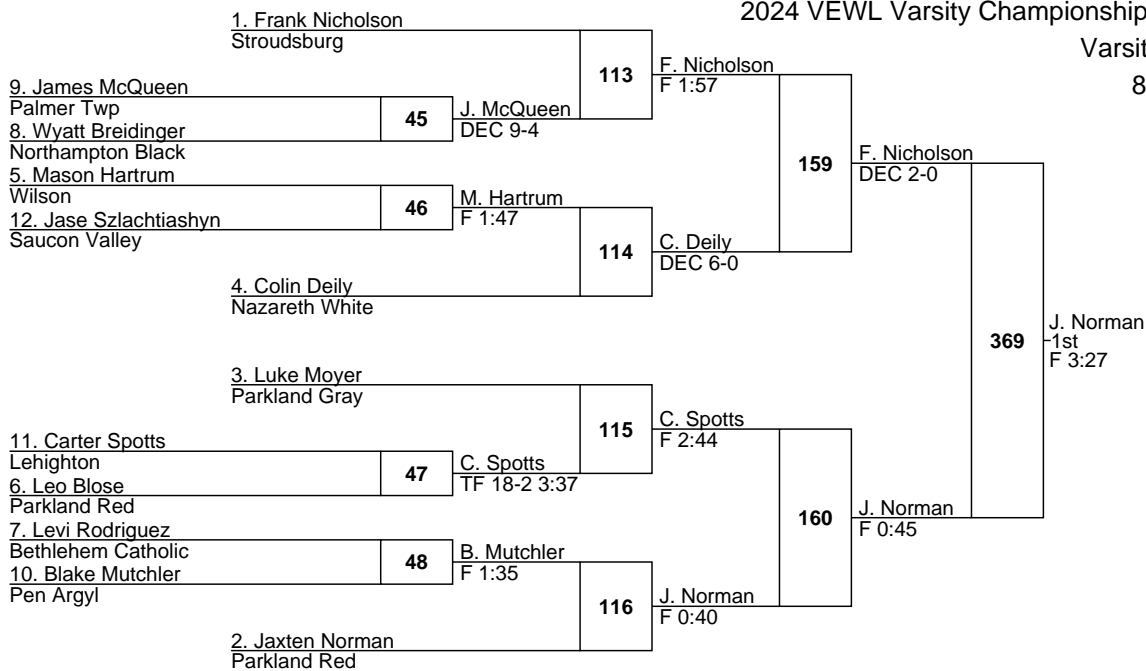 2024 VEWL Varsity Championship
Varsit
8
1. Frank Nicholson
Stroudsburg
113
F. Nicholson
F 1:57
9. James McQueen
Palmer Twp
45
J. McQueen
DEC 9-4
8. Wyatt Breidinger
Northampton Black
159
F. Nicholson
DEC 2-0
5. Mason Hartrum
Wilson
46
M. Hartrum
F 1:47
12. Jase Szlachtiashyn
Saucon Valley
114
C. Deily
DEC 6-0
4. Colin Deily
Nazareth White
369
J. Norman
1st
F 3:27
3. Luke Moyer
Parkland Gray
115
C. Spotts
F 2:44
11. Carter Spotts
Lehighton
47
C. Spotts
TF 18-2 3:37
6. Leo Blose
Parkland Red
160
J. Norman
F 0:45
7. Levi Rodriguez
Bethlehem Catholic
48
B. Mutchler
F 1:35
10. Blake Mutchler
Pen Argyl
116
J. Norman
F 0:40
2. Jaxten Norman
Parkland Red